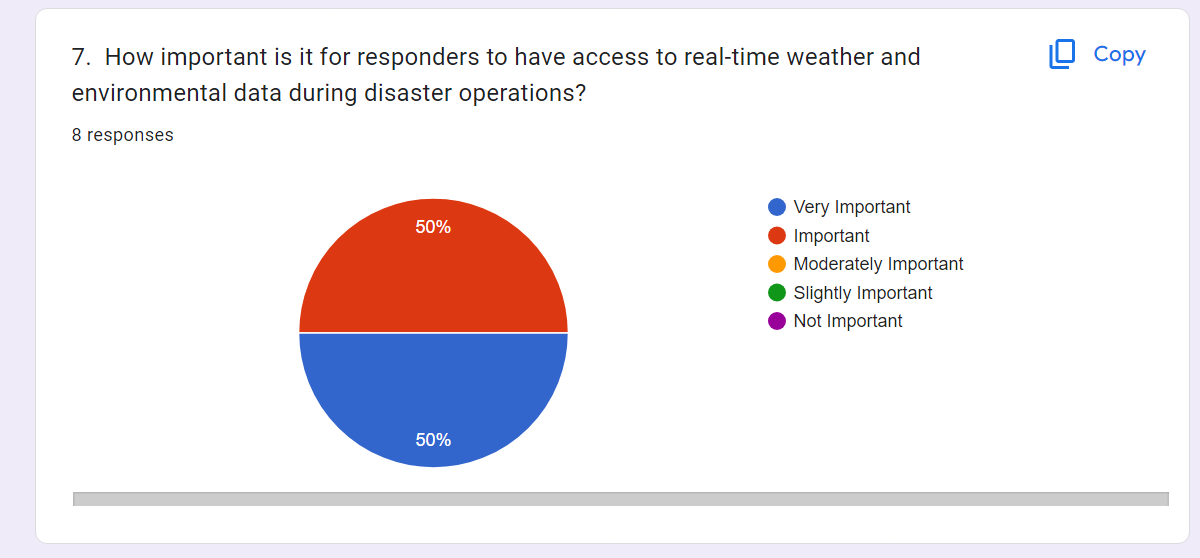 7. How important is it for responders to have access to real-time weather and
environmental data during disaster operations?
Copy
8 responses
50%
50%
Very Important
Important
Moderately Important
Slightly Important
Not Important